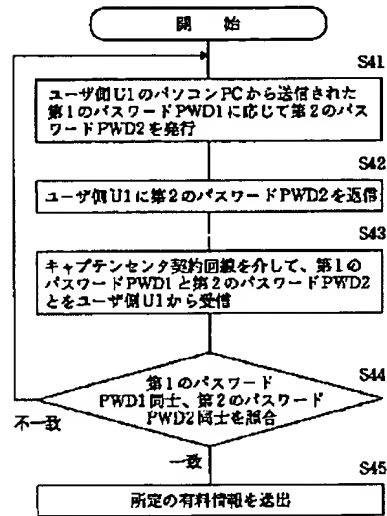 開 始
S41
ユーザ側U1のパソコンPCから送信された
第1のパスワードPWD1に応じて第2のパス
ワードPWD2を発行
S42
ユーザ側U1に第2のパスワードPWD2を返信
S43
キャプテンセンタ契約回線を介して、第1の
パスワードPWD1と第2のパスワードPWD2
とをユーザ側U1から受信
S44
第1のパスワード
PWD1同士、第2のパスワード
PWD2同士を照合
不一致
一致
S45
所定の有料情報を送出